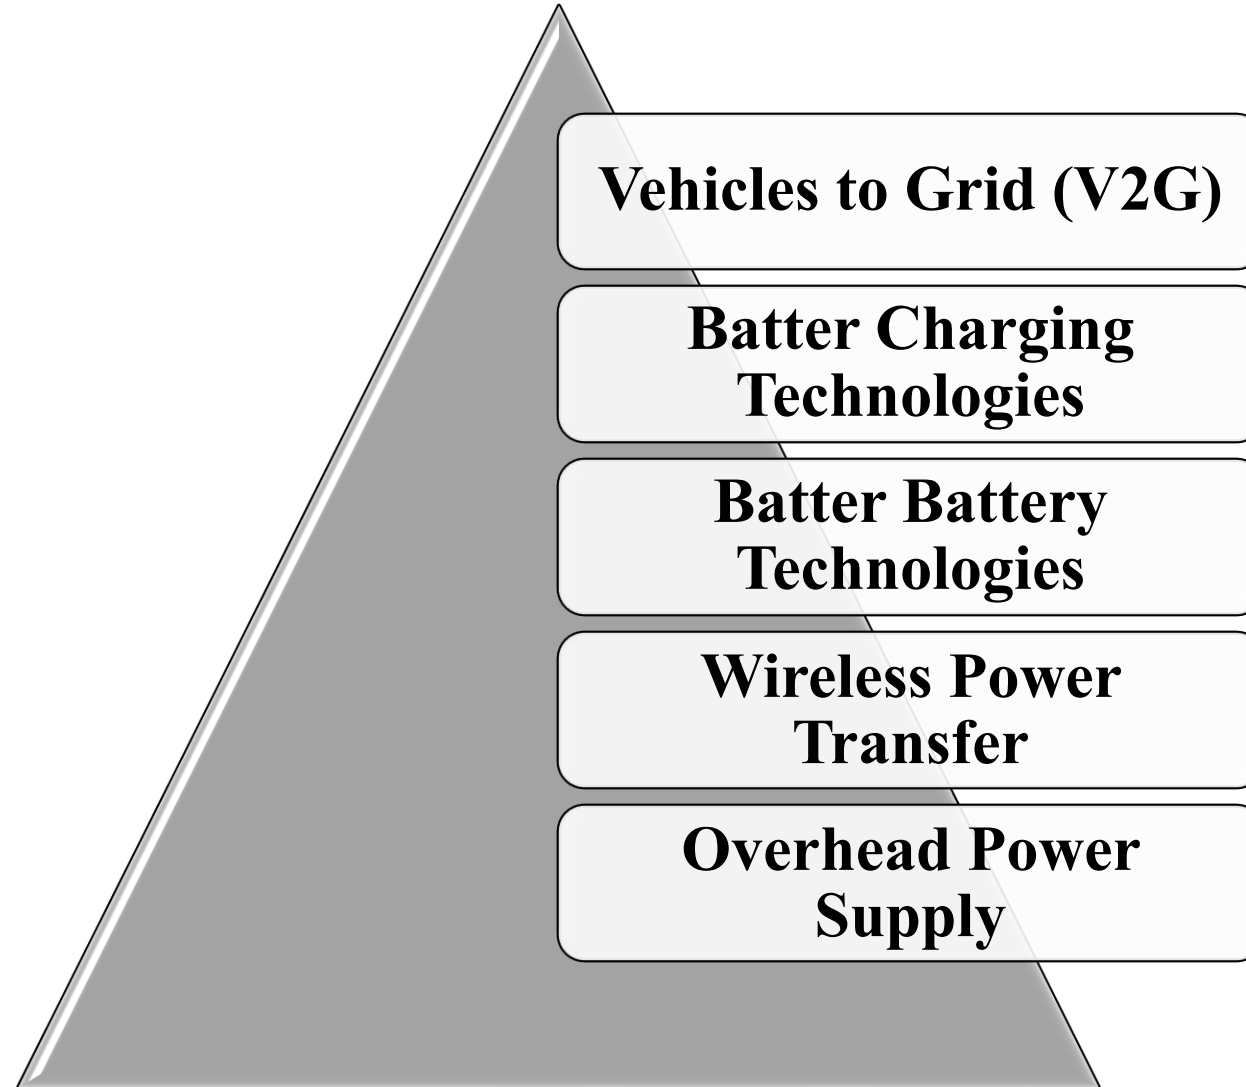 Vehicles to Grid (V2G)
Batter Charging
Technologies
Batter Battery
Technologies
Wireless Power
Transfer
Overhead Power
Supply